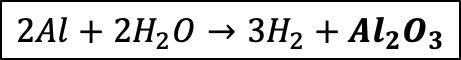 2Al + 2H₂O → 3H₂ + Al₂O₃